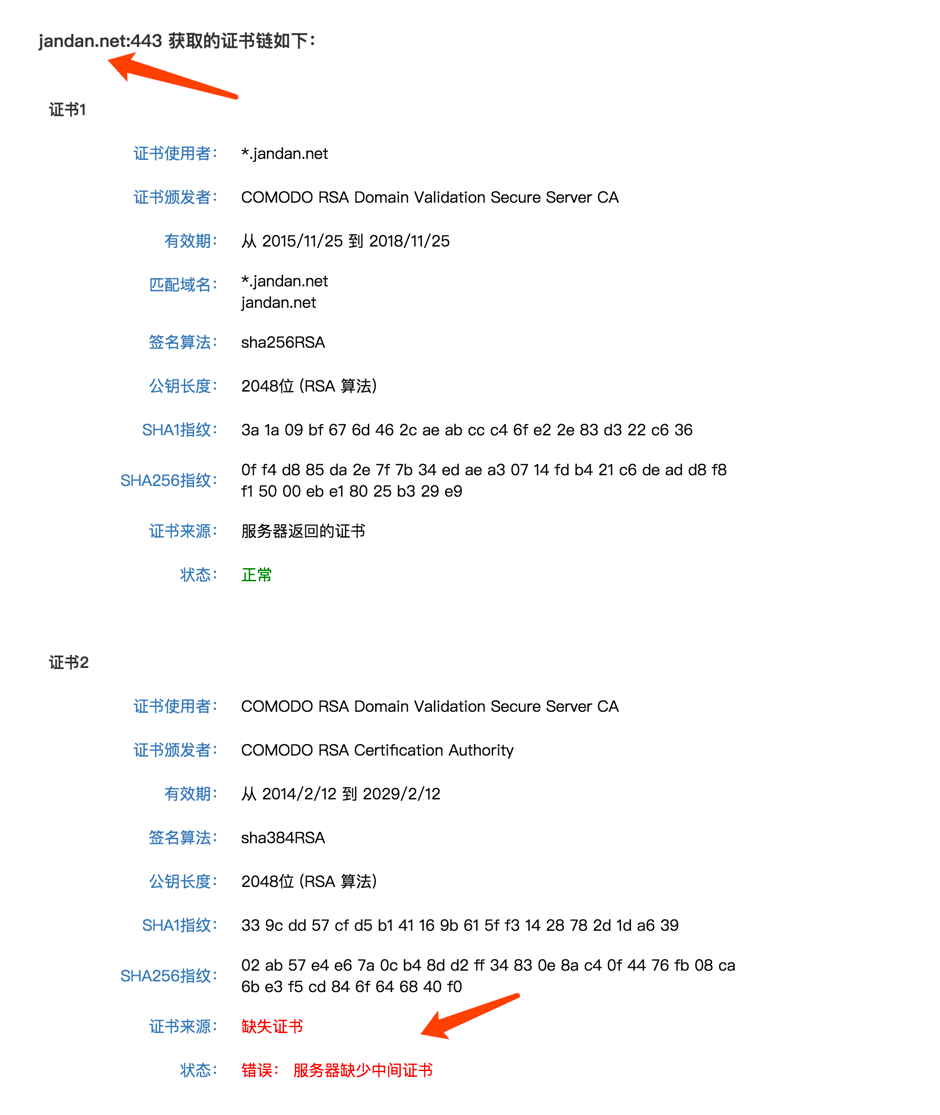 jandan.net:443 获取的证书链如下：
证书1
证书使用者： *.jandan.net
证书颁发者： COMODO RSA Domain Validation Secure Server CA
有效期： 从 2015/11/25 到 2018/11/25
匹配域名： *.jandan.net
jandan.net
签名算法： sha256RSA
公钥长度： 2048位 (RSA 算法)
SHA1指纹： 3a 1a 09 bf 67 6d 46 2c ae ab cc c4 6f e2 2e 83 d3 22 c6 36
SHA256指纹： 0f f4 d8 85 da 2e 7f 7b 34 ed ae a3 07 14 fd b4 21 c6 de ad d8 f8
f1 50 00 eb e1 80 25 b3 29 e9
证书来源： 服务器返回的证书
状态： 正常
证书2
证书使用者： COMODO RSA Domain Validation Secure Server CA
证书颁发者： COMODO RSA Certification Authority
有效期： 从 2014/2/12 到 2029/2/12
签名算法： sha384RSA
公钥长度： 2048位 (RSA 算法)
SHA1指纹： 33 9c dd 57 cf d5 b1 41 16 9b 61 5f f3 14 28 78 2d 1d a6 39
SHA256指纹： 02 ab 57 e4 e6 7a 0c b4 8d d2 ff 34 83 0e 8a c4 0f 44 76 fb 08 ca
6b e3 f5 cd 84 6f 64 68 40 f0
证书来源： 缺失证书
状态： 错误： 服务器缺少中间证书